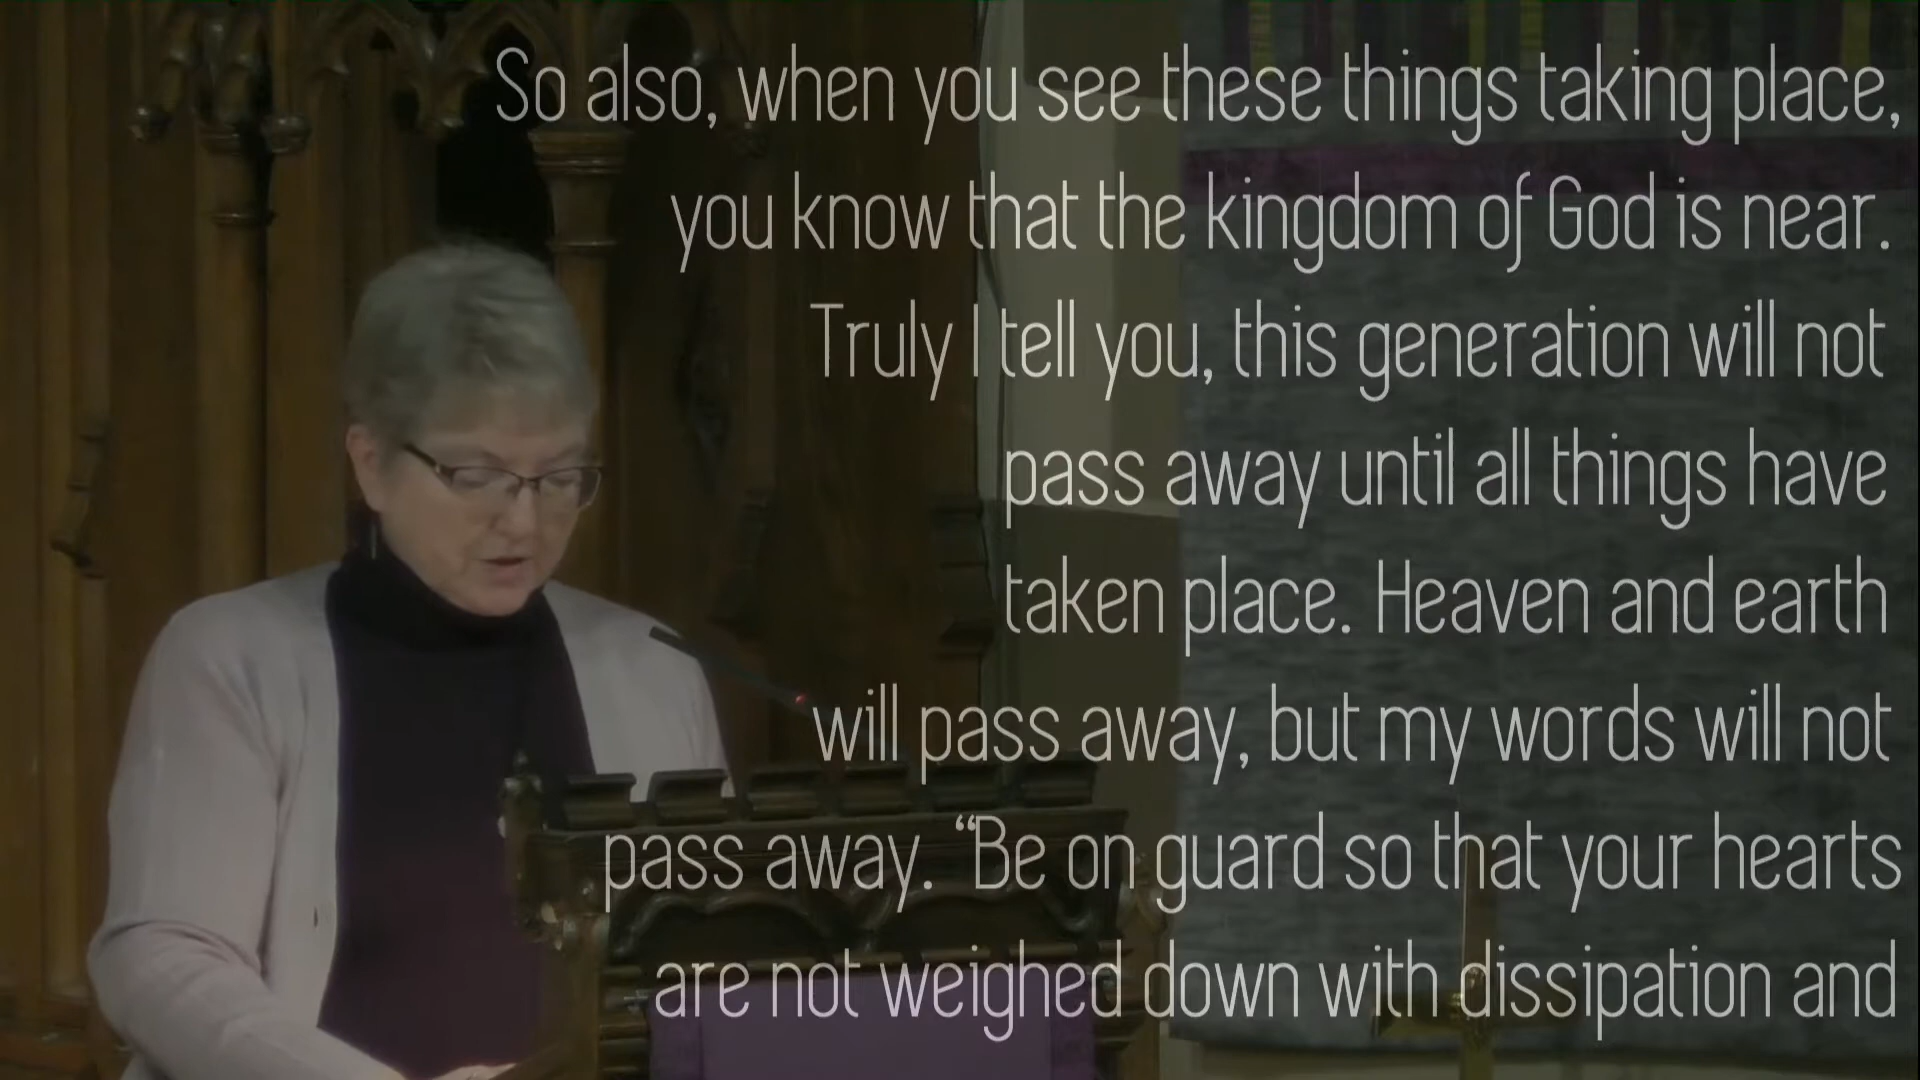 So also, when you see these things taking place,
you know that the kingdom of God is near.
Truly I tell you, this generation will not
pass away until all things have
taken place. Heaven and earth
will pass away, but my words will not
pass away. “Be on guard so that your hearts
are not weighed down with dissipation and